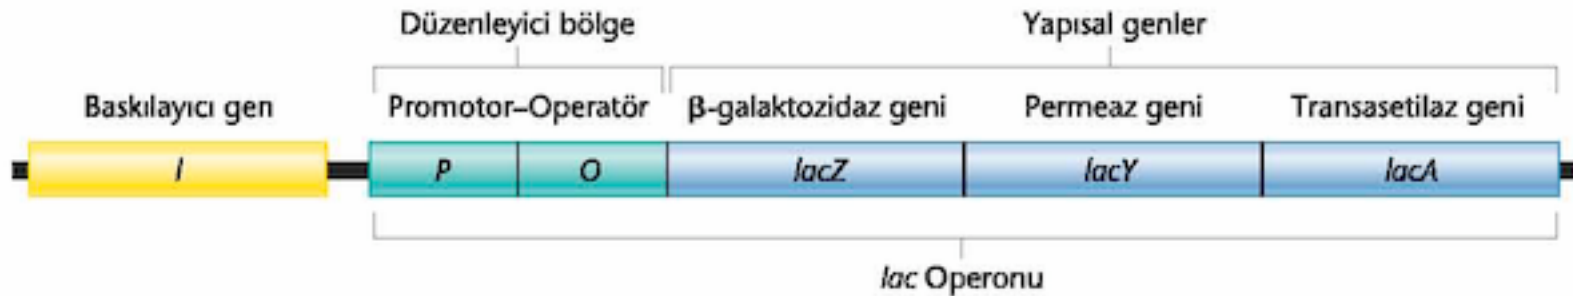 Düzenleyici bölge Yapısal genler
Baskılayıcı gen Promotor–Operatör β-galaktozidaz geni Permeaz geni Transasetilaz geni
I P O lacZ lacY lacA
lac Operonu